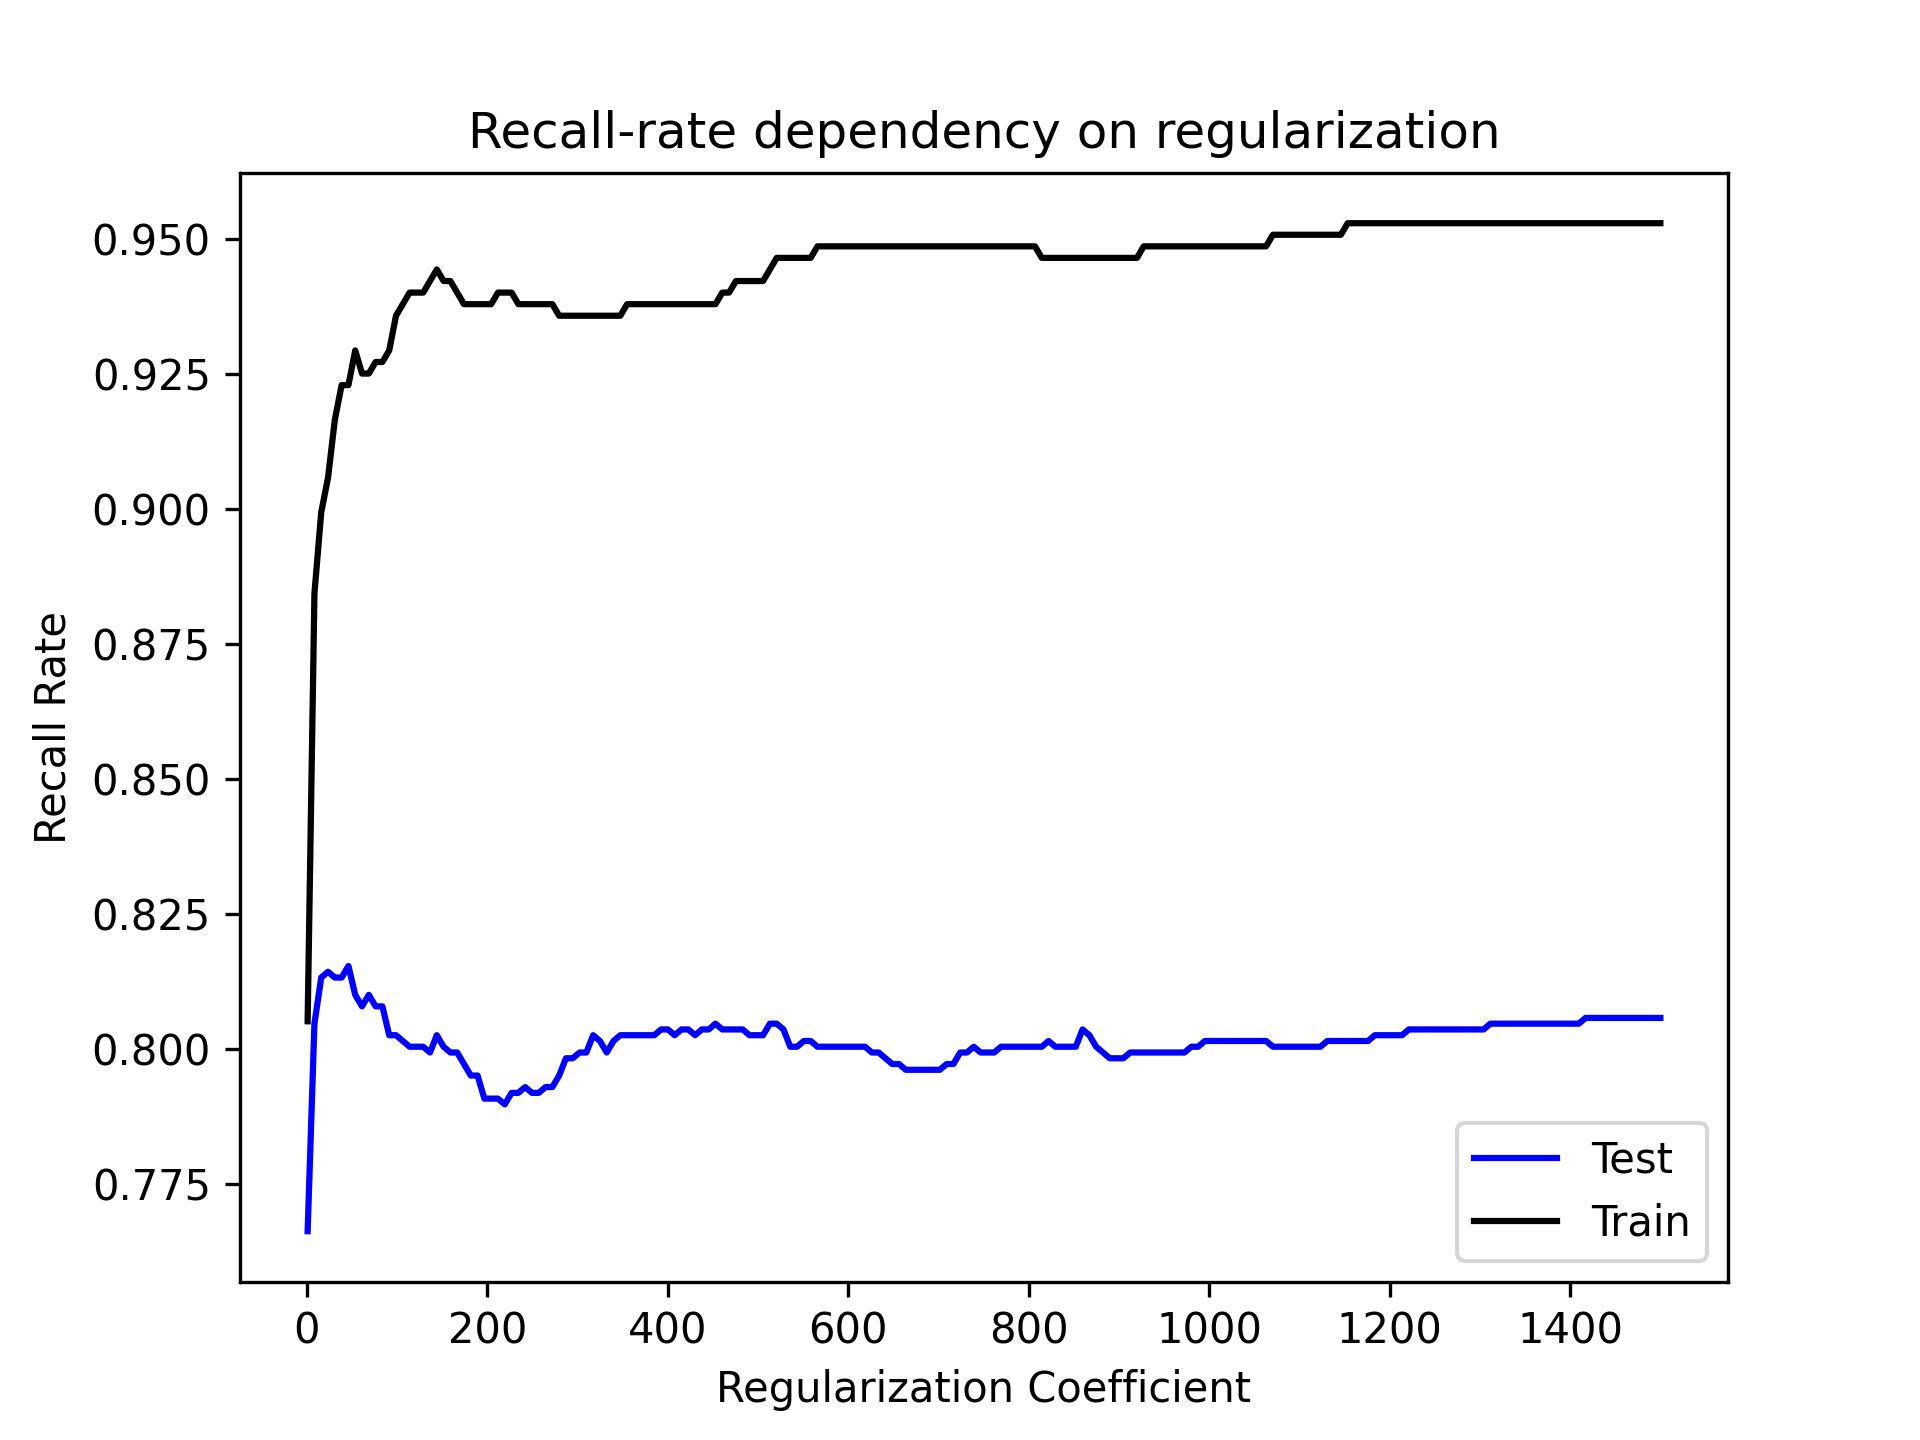 Recall-rate dependency on regularization
Recall Rate
0.950
0.925
0.900
0.875
0.850
0.825
0.800
0.775
Test
Train
0 200 400 600 800 1000 1200 1400
Regularization Coefficient